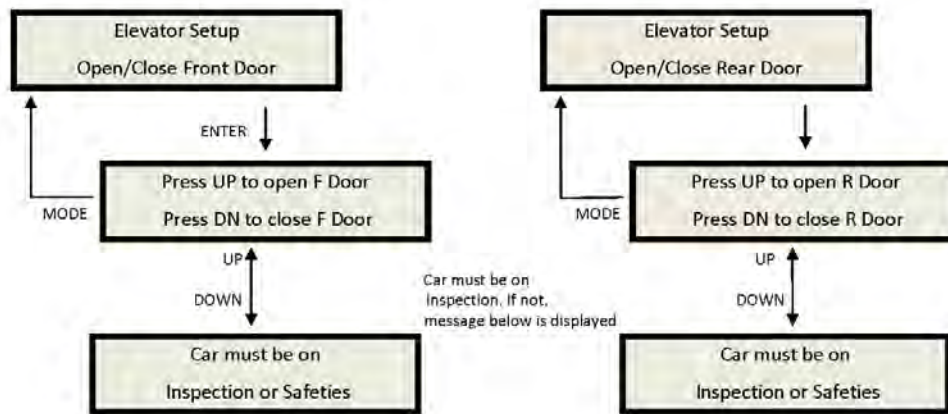 Elevator Setup
Open/Close Front Door
ENTER
Press UP to open F Door
Press DN to close F Door
MODE
UP
DOWN
Car must be on
Inspection or Safeties
Car must be on
Inspection. If not,
message below is displayed
Elevator Setup
Open/Close Rear Door
Press UP to open R Door
Press DN to close R Door
MODE
UP
DOWN
Car must be on
Inspection or Safeties